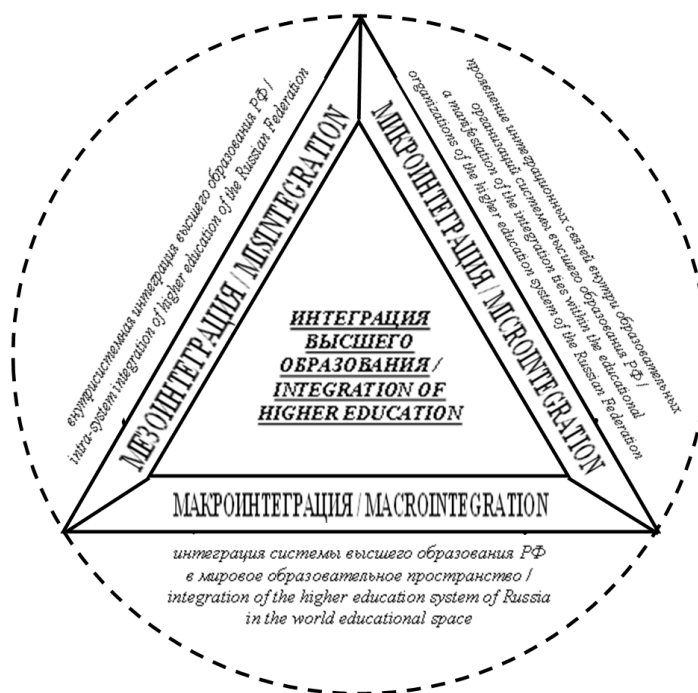 внутрисистемная интеграция высшего образования РФ /
intra-system integration of higher education of the Russian Federation
МЕЗОИНТЕГРАЦИЯ / MISINTEGRATION
проявление интеграционных связей внутри образовательных
организаций системы высшего образования РФ /
a manifestation of the integration ties within the educational
organizations of the higher education system of the Russian Federation
МІКРОИНТЕГРАЦИЯ / MICROINTEGRATION
ИНТЕГРАЦИЯ
ВЫСШЕГО
ОБРАЗОВАНИЯ /
INTEGRATION OF
HIGHER EDUCATION
МАКРОИНТЕГРАЦИЯ / MACROINTEGRATION
интеграция системы высшего образования РФ
в мировое образовательное пространство /
integration of the higher education system of Russia
in the world educational space